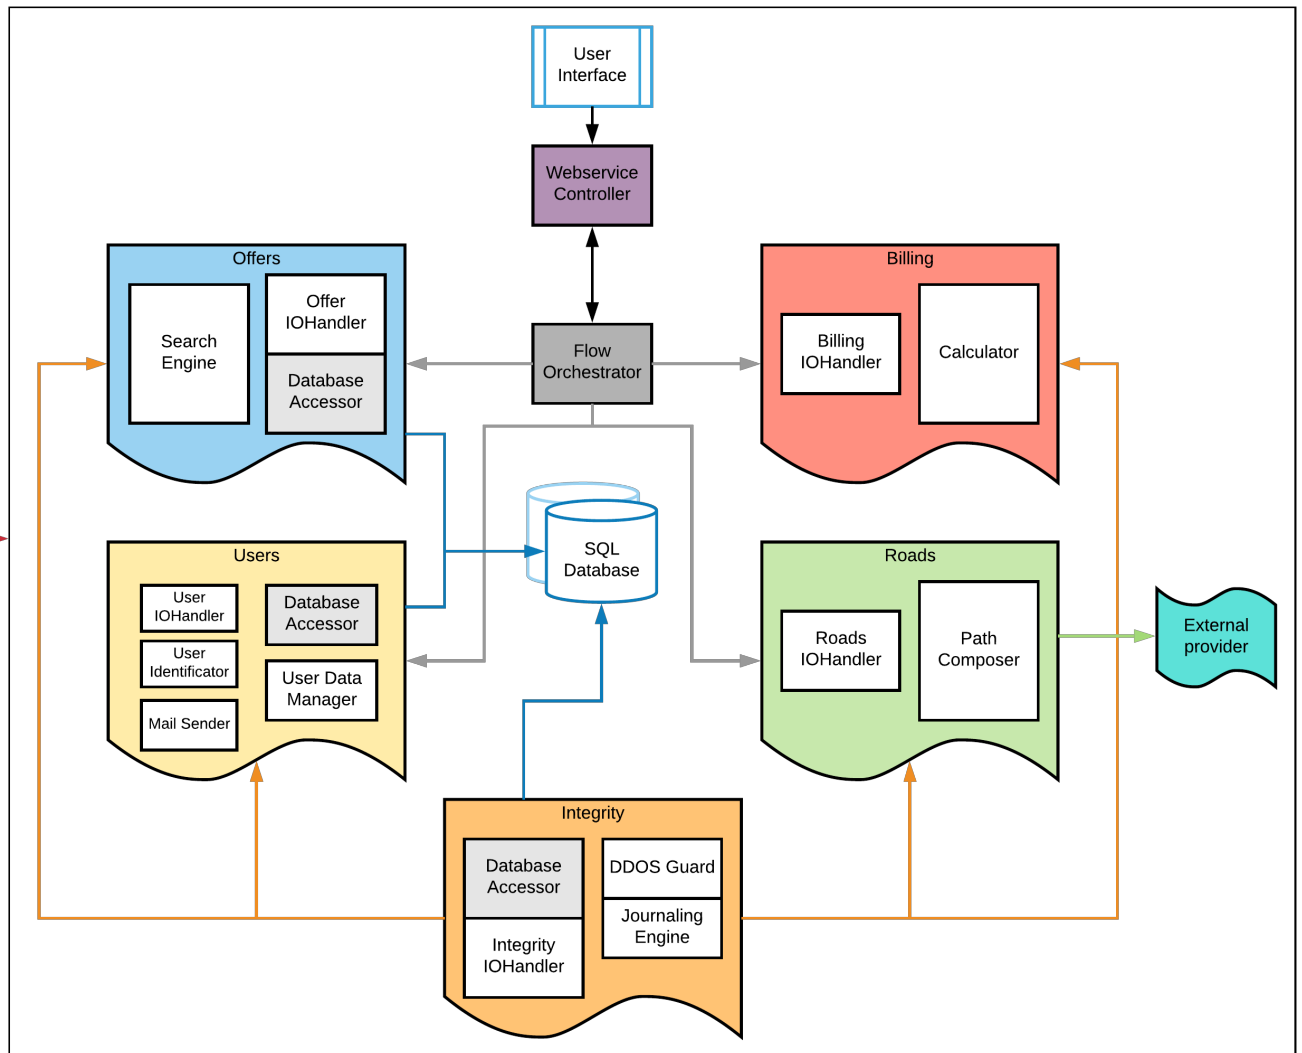 User
Interface
Webservice
Controller
Offers
Search
Engine
Offer
IOHandler
Database
Accessor
Flow
Orchestrator
Billing
Billing
IOHandler
Calculator
SQL
Database
Users
User
IOHandler
User
Identificator
Mail Sender
Database
Accessor
User Data
Manager
Roads
Roads
IOHandler
Path
Composer
External
provider
Integrity
Database
Accessor
Integrity
IOHandler
DDOS Guard
Journaling
Engine